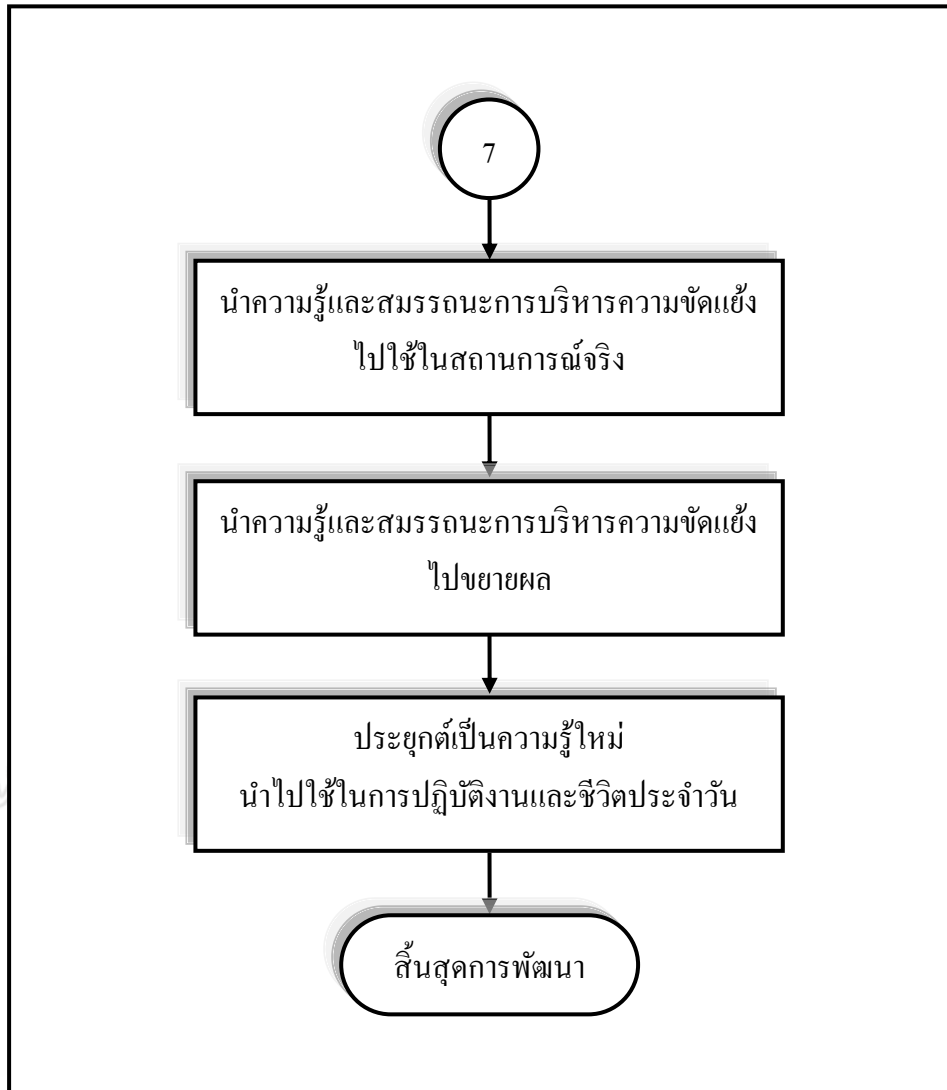 7
นำความรู้และสมรรถนะการบริหารความขัดแย้ง
ไปใช้ในสถานการณ์จริง
นำความรู้และสมรรถนะการบริหารความขัดแย้ง
ไปขยายผล
ประยุกต์เป็นความรู้ใหม่
นำไปใช้ในการปฏิบัติงานและชีวิตประจำวัน
สิ้นสุดการพัฒนา